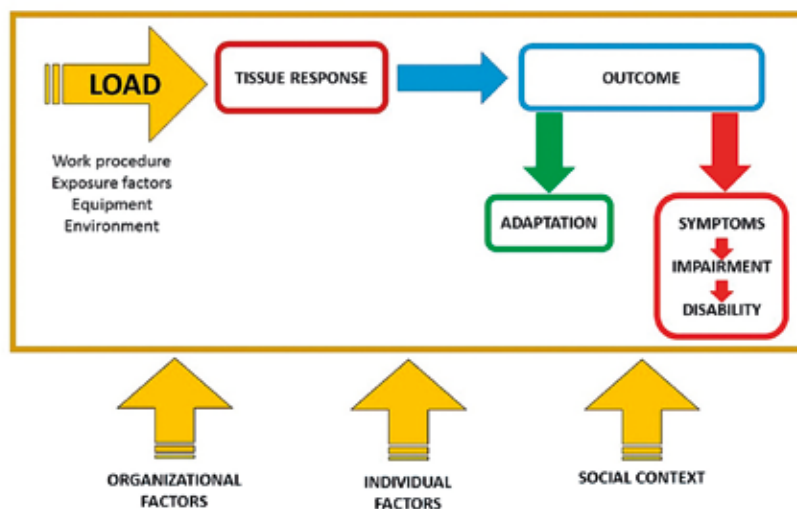 LOAD
Work procedure
Exposure factors
Equipment
Environment
TISSUE RESPONSE
OUTCOME
ADAPTATION
SYMPTOMS
IMPAIRMENT
DISABILITY
ORGANIZATIONAL
FACTORS
INDIVIDUAL
FACTORS
SOCIAL CONTEXT